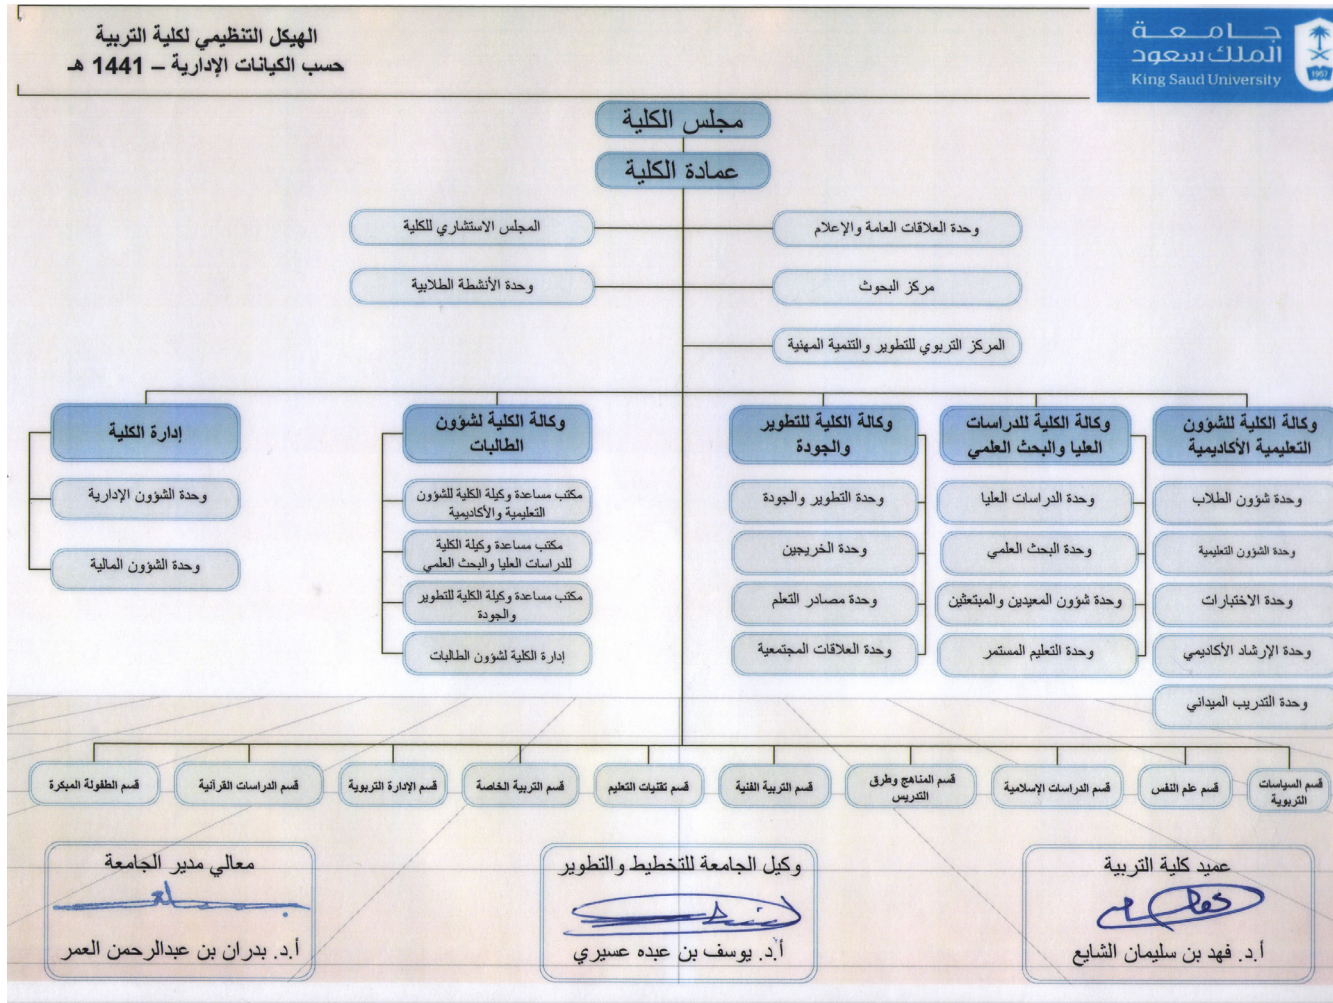 جامعة
الملك سعود
King Saud University
1957
الهيكل التنظيمي لكلية التربية
حسب الكيانات الإدارية – 1441 هـ
مجلس الكلية
عمادة الكلية
وحدة العلاقات العامة والإعلام
المجلس الاستشاري للكلية
مركز البحوث
وحدة الأنشطة الطلابية
المركز التربوي للتطوير والتنمية المهنية
وكالة الكلية للشؤون
التعليمية الأكاديمية
وحدة شؤون الطلاب
وحدة الشؤون التعليمية
وحدة الاختبارات
وحدة الإرشاد الأكاديمي
وحدة التدريب الميداني
وكالة الكلية للدراسات
العليا والبحث العلمي
وحدة الدراسات العليا
وحدة البحث العلمي
وحدة شؤون المعيدين والمبتعثين
وحدة التعليم المستمر
وكالة الكلية للتطوير
والجودة
وحدة التطوير والجودة
وحدة الخريجين
وحدة مصادر التعلم
وحدة العلاقات المجتمعية
وكالة الكلية لشؤون
الطالبات
مكتب مساعدة وكيلة الكلية للشؤون
التعليمية والأكاديمية
مكتب مساعدة وكيلة الكلية
للدراسات العليا والبحث العلمي
مكتب مساعدة وكيلة الكلية للتطوير
والجودة
إدارة الكلية لشؤون الطالبات
إدارة الكلية
وحدة الشؤون الإدارية
وحدة الشؤون المالية
قسم السياسات
التربوية
قسم علم النفس
قسم الدراسات الإسلامية
قسم المناهج وطرق
التدريس
قسم التربية الفنية
قسم تقنيات التعليم
قسم التربية الخاصة
قسم الإدارة التربوية
قسم الدراسات القرآنية
قسم الطفولة المبكرة
عميد كلية التربية
أ.د. فهد بن سليمان الشايع
وكيل الجامعة للتخطيط والتطوير
أ.د. يوسف بن عبده عسيري
معالي مدير الجامعة
أ.د. بدران بن عبدالرحمن العمر